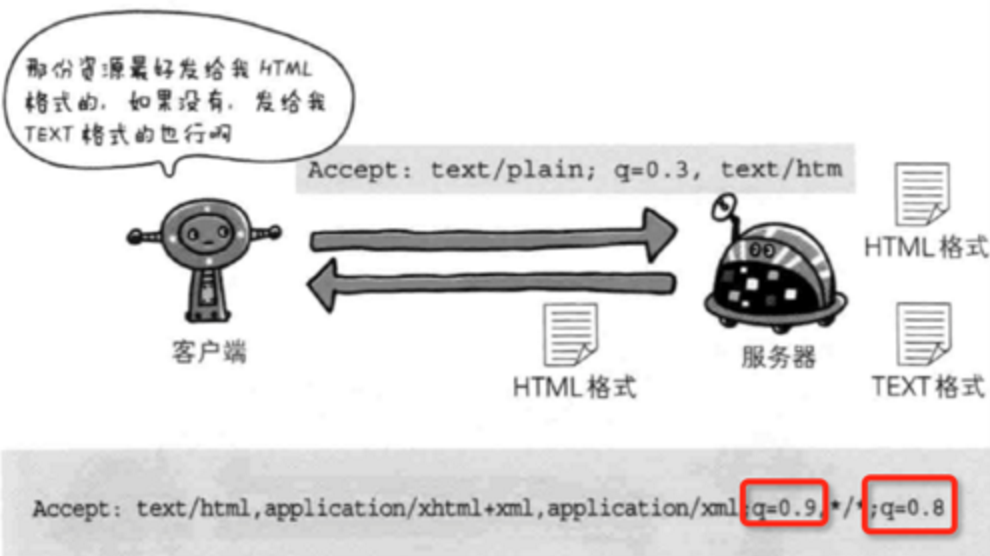 那份资源最好发给我 HTML
格式的, 如果没有, 发给我
TEXT 格式的也行啊
Accept: text/plain; q=0.3, text/htm
HTML格式
客户端
HTML格式
服务器
TEXT格式
Accept: text/html,application/xhtml+xml,application/xml;q=0.9,*/*;q=0.8